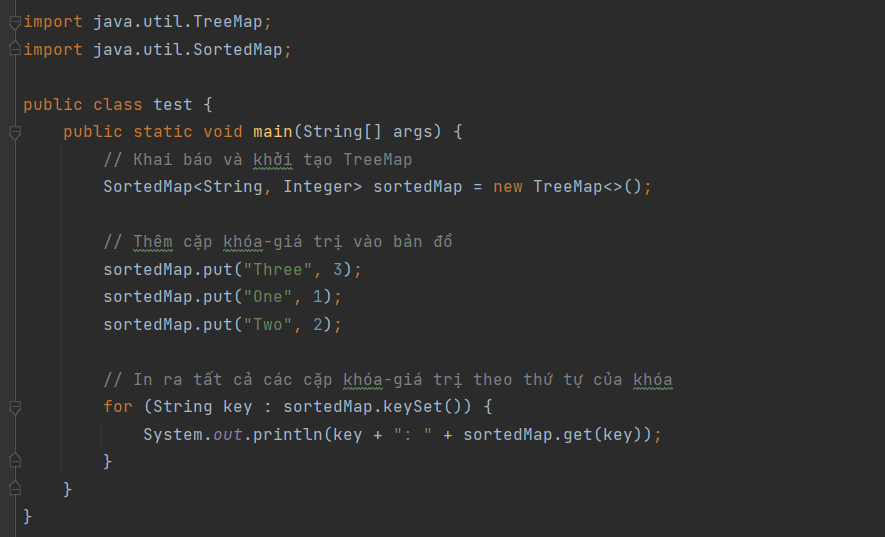 import java.util.TreeMap;
import java.util.SortedMap;
public class test {
public static void main(String[] args) {
// Khai báo và khởi tạo TreeMap
SortedMap<String, Integer> sortedMap = new TreeMap<>();
// Thêm cặp khóa-giá trị vào bản đồ
sortedMap.put("Three", 3);
sortedMap.put("One", 1);
sortedMap.put("Two", 2);
// In ra tất cả các cặp khóa-giá trị theo thứ tự của khóa
for (String key : sortedMap.keySet()) {
System.out.println(key + ": " + sortedMap.get(key));
}
}
}